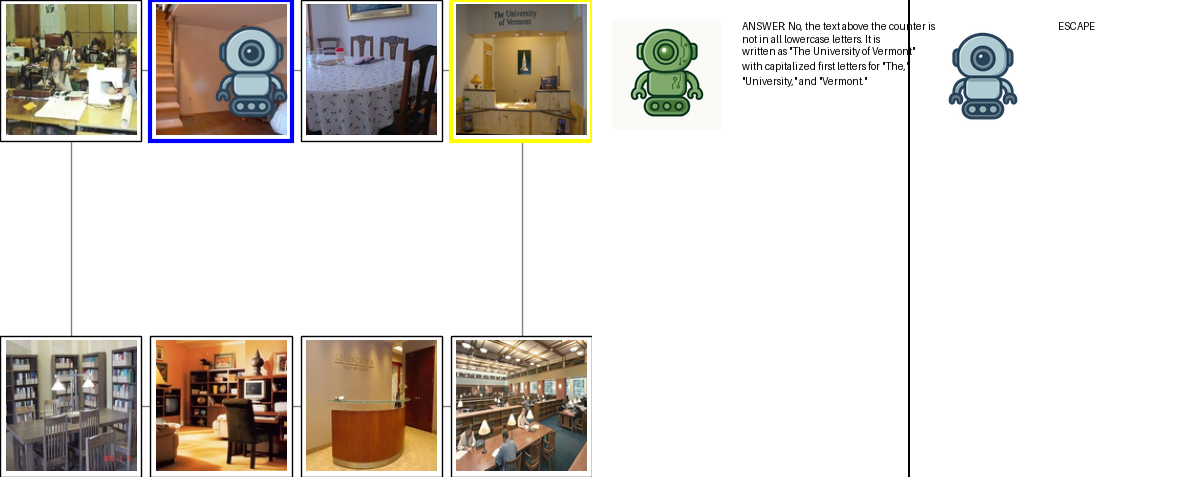 The University
of Vermont
ANSWER: No, the text above the counter is
not in all lowercase letters. It is
written as "The University of Vermont"
with capitalized first letters for "The,"
"University," and "Vermont."
ESCAPE